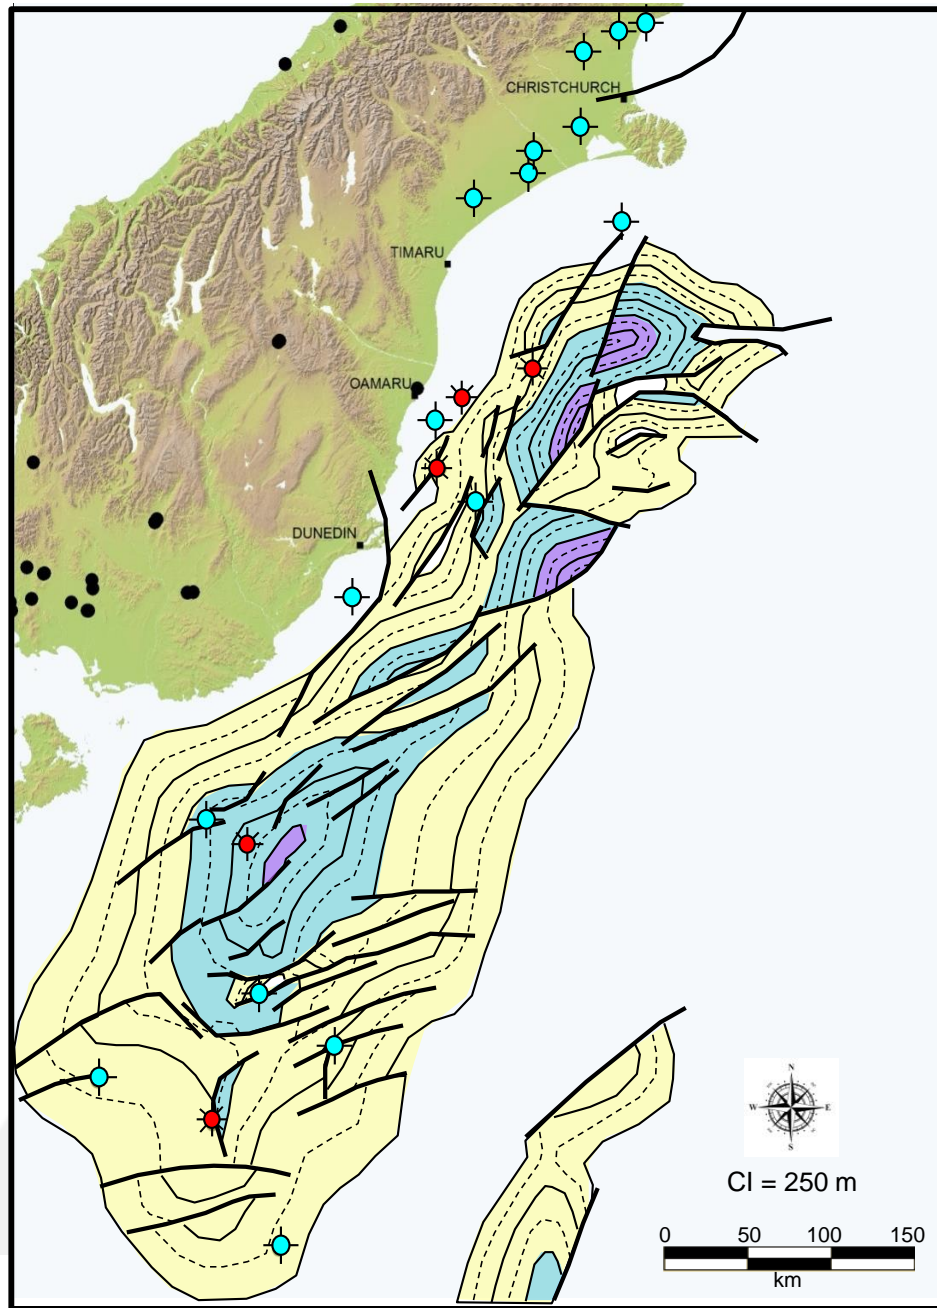 CHRISTCHURCH
TIMARU
OAMARU
DUNEDIN
N
W E
S
CI = 250 m
0 50 100 150
km